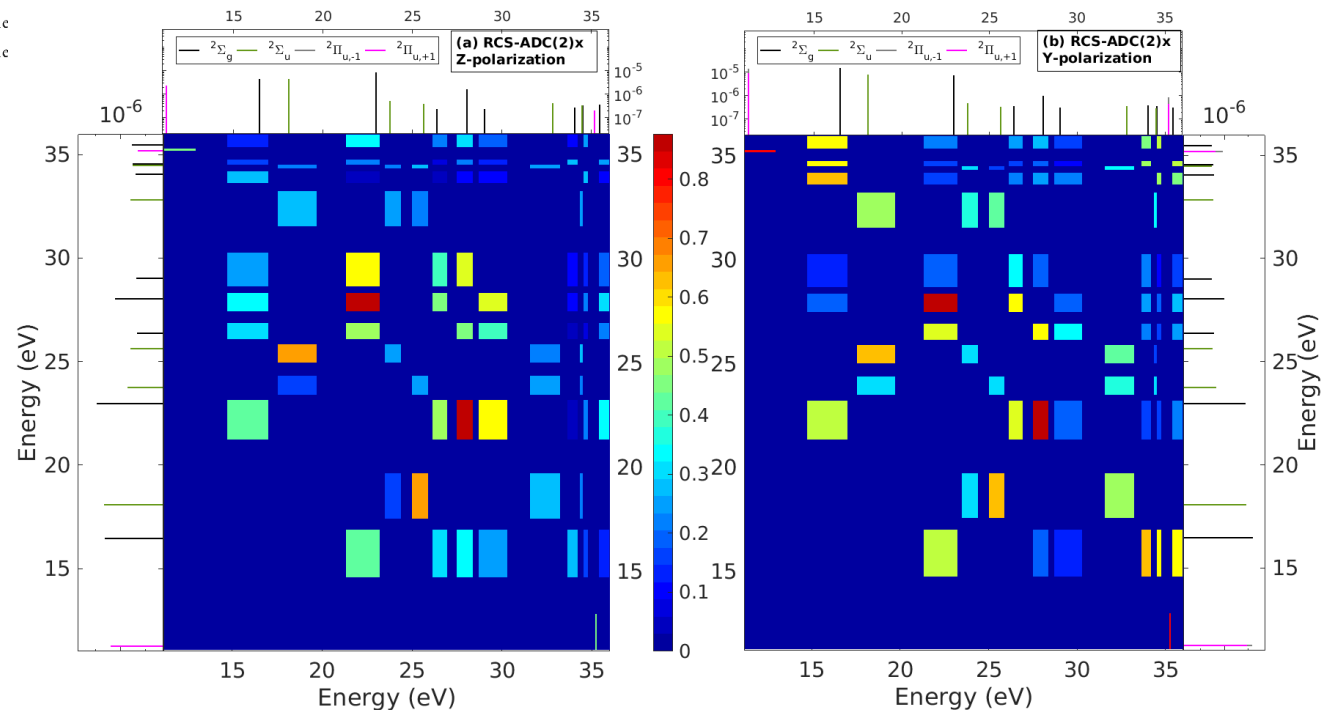 15 20 25 30 35
²Σg ²Σu ²Πu,-1 ²Πu,+1
(a) RCS-ADC(2)x
Z-polarization
10⁻⁵
10⁻⁶
10⁻⁷
10⁻⁶
35
30
25
20
15
Energy (eV)
35
30
25
20
15
15 20 25 30 35
Energy (eV)
0.8
0.7
0.6
0.5
0.4
0.3
0.2
0.1
0
15 20 25 30 35
²Σg ²Σu ²Πu,-1 ²Πu,+1
(b) RCS-ADC(2)x
Y-polarization
10⁻⁵
10⁻⁶
10⁻⁷
10⁻⁶
35
30
25
20
15
35
30
25
20
15
Energy (eV)
15 20 25 30 35
Energy (eV)